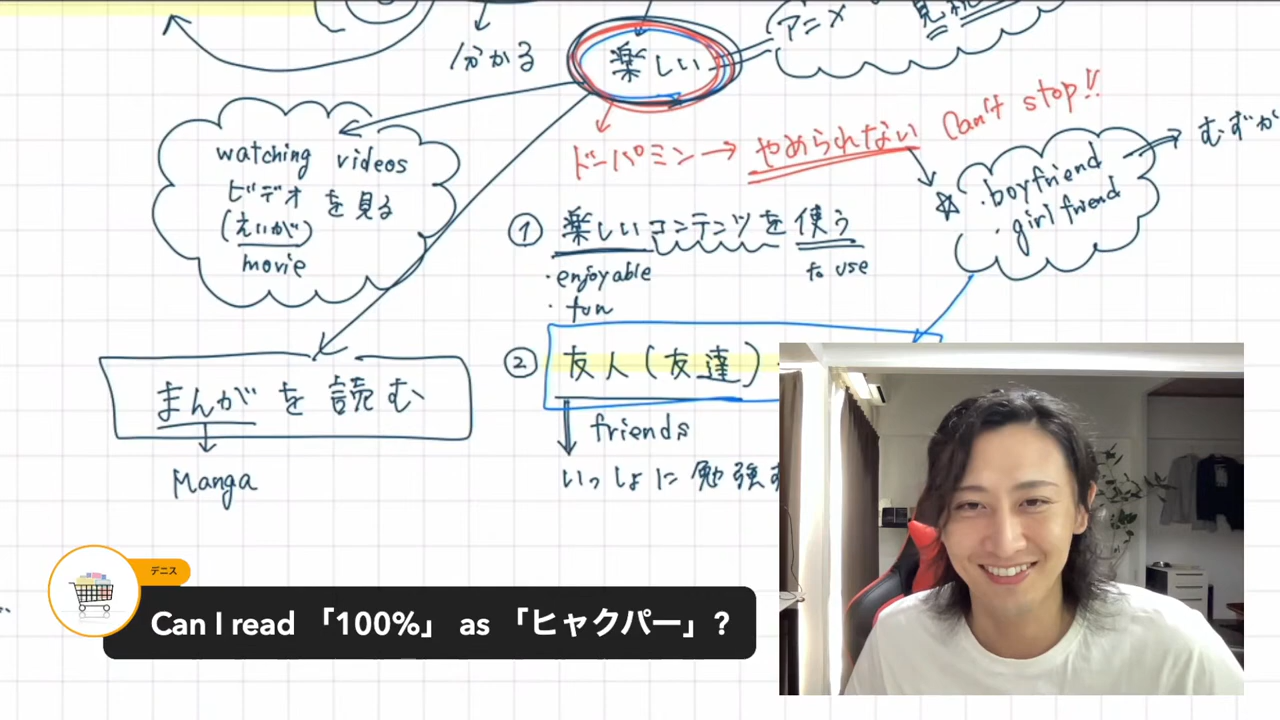 アニメ
分かる
楽しい
watching videos
ビデオを見る
(えいが)
movie
ドーパミン→やめられない Can't stop!!
・boyfriend
・girl friend
むずか
① 楽しいコンテンツを使う
・enjoyable
・fun
to use
② 友人(友達)
friends
いっしょに勉強す
まんがを読む
Manga
デニス
Can I read 「100%」 as 「ヒャクパー」?